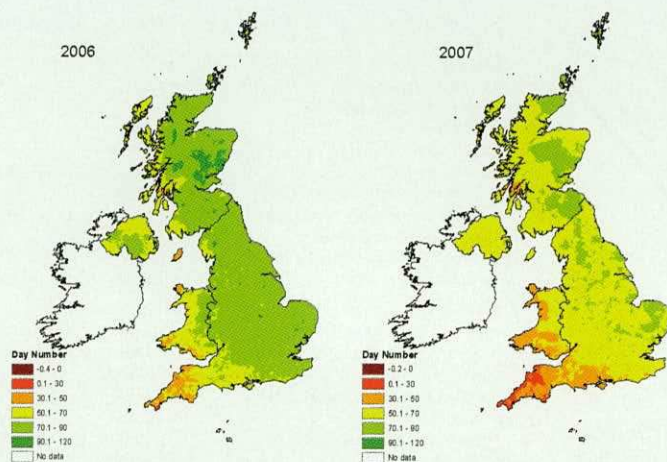 2006
2007
Day Number
-0.4 - 0
0.1 - 30
30.1 - 50
50.1 - 70
70.1 - 90
90.1 - 120
No data
Day Number
-0.2 - 0
0.1 - 30
30.1 - 50
50.1 - 70
70.1 - 90
90.1 - 120
No data